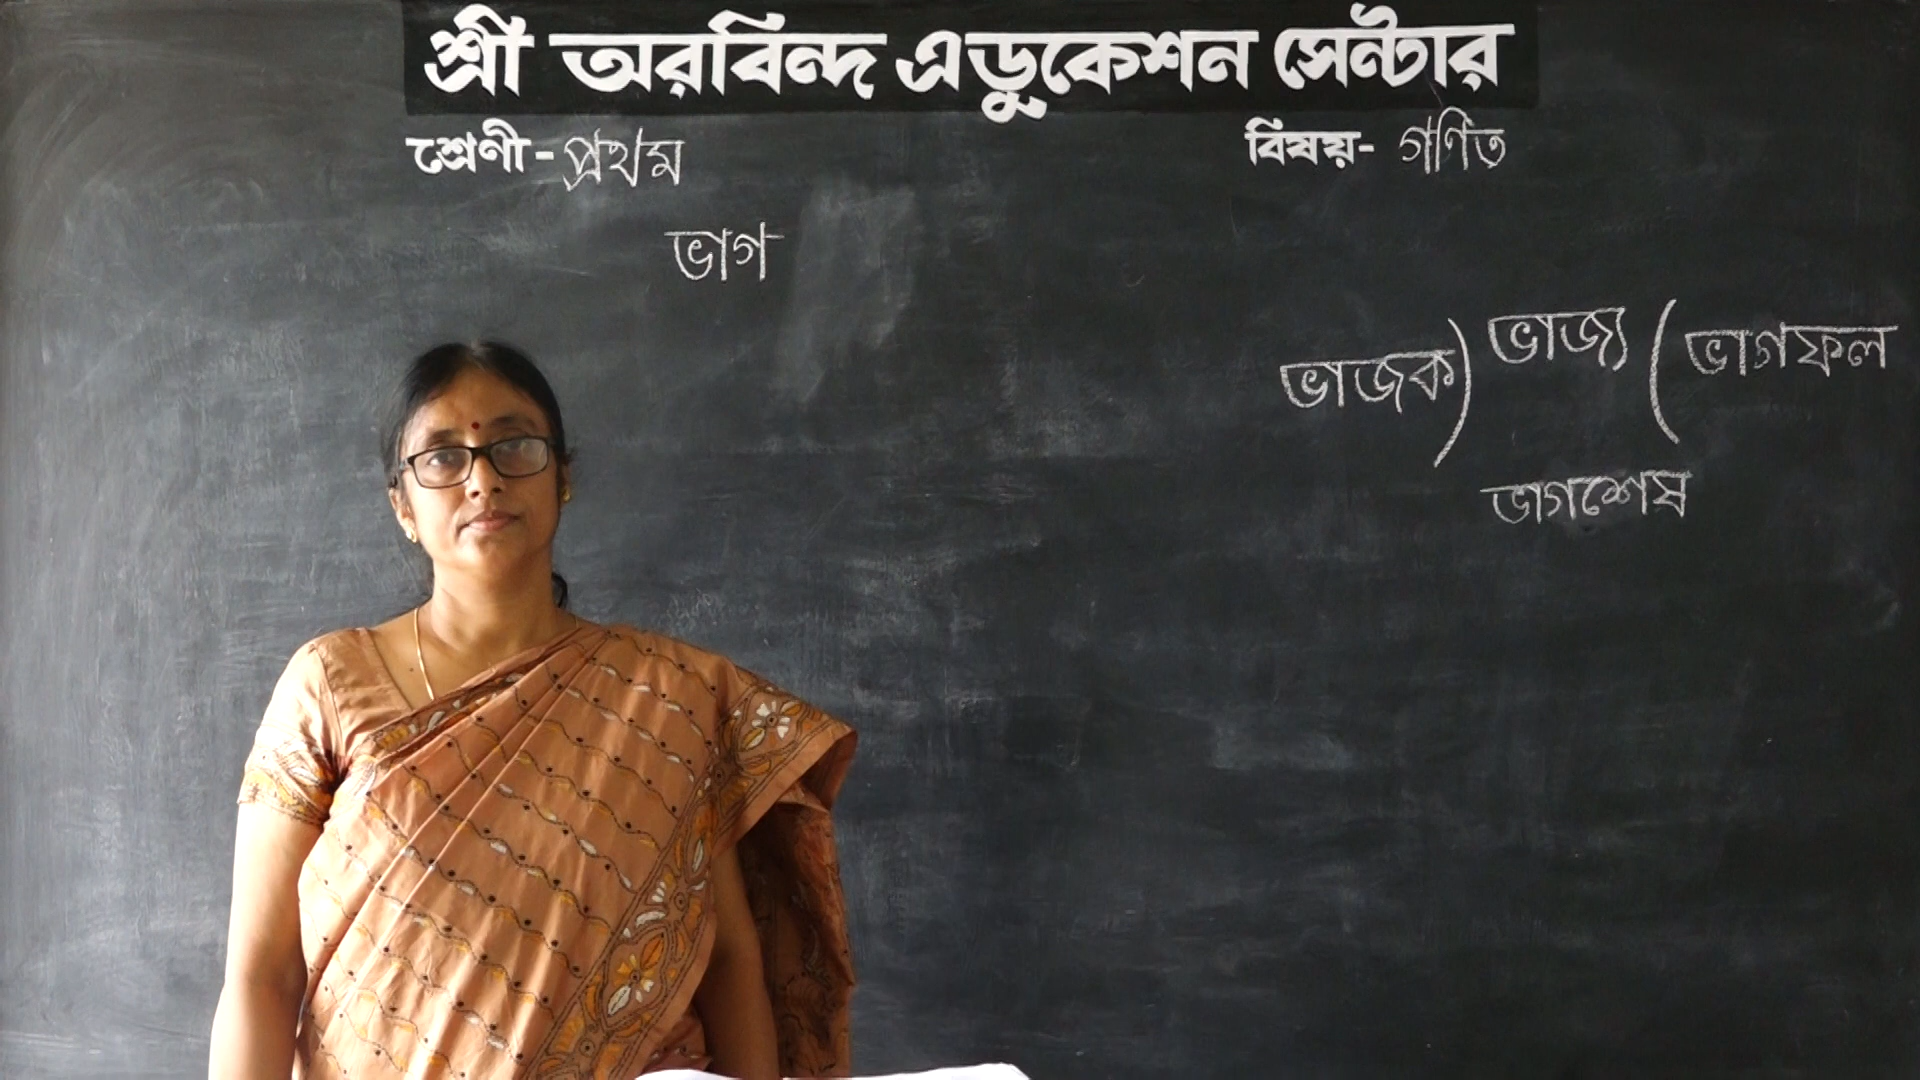 শ্রী অরবিন্দ এডুকেশন সেন্টার
শ্রেণী- প্রথম বিষয়- গণিত
ভাগ
ভাজক) ভাজ্য (ভাগফল
ভাগশেষ